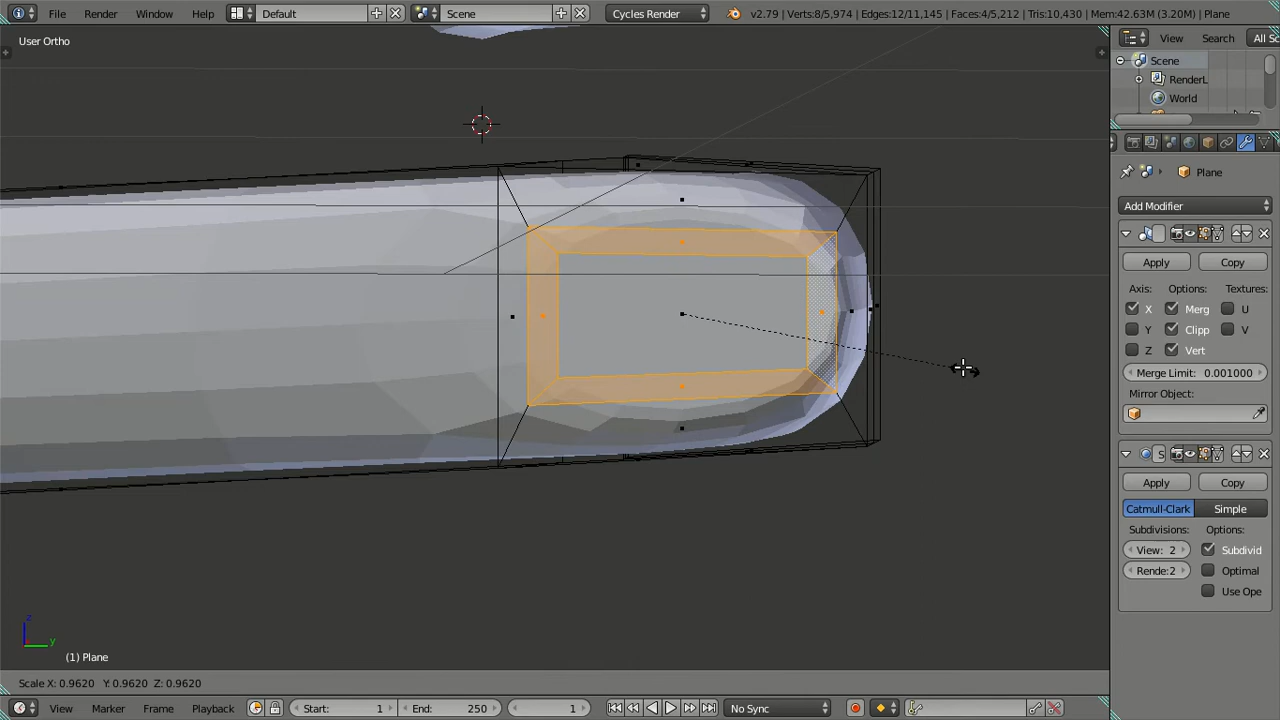 File Render Window Help Default Scene Cycles Render v2.79 | Verts:8/5,974 | Edges:12/11,145 | Faces:4/5,212 | Tris:10,430 | Mem:42.63M (3.20M) | Plane
User Ortho
View Search All Sc
Scene
RenderL
World
Plane
Add Modifier
Apply Copy
Axis: Options: Textures:
X Merg U
Y Clipp V
Z Vert
Merge Limit: 0.001000
Mirror Object:
S
Apply Copy
Catmull-Clark Simple
Subdivisions: Options:
View: 2 Subdivid
Rende:2 Optimal
Use Ope
z
y
(1) Plane
Scale X: 0.9620 Y: 0.9620 Z: 0.9620
View Marker Frame Playback Start: 1 End: 250 1 No Sync